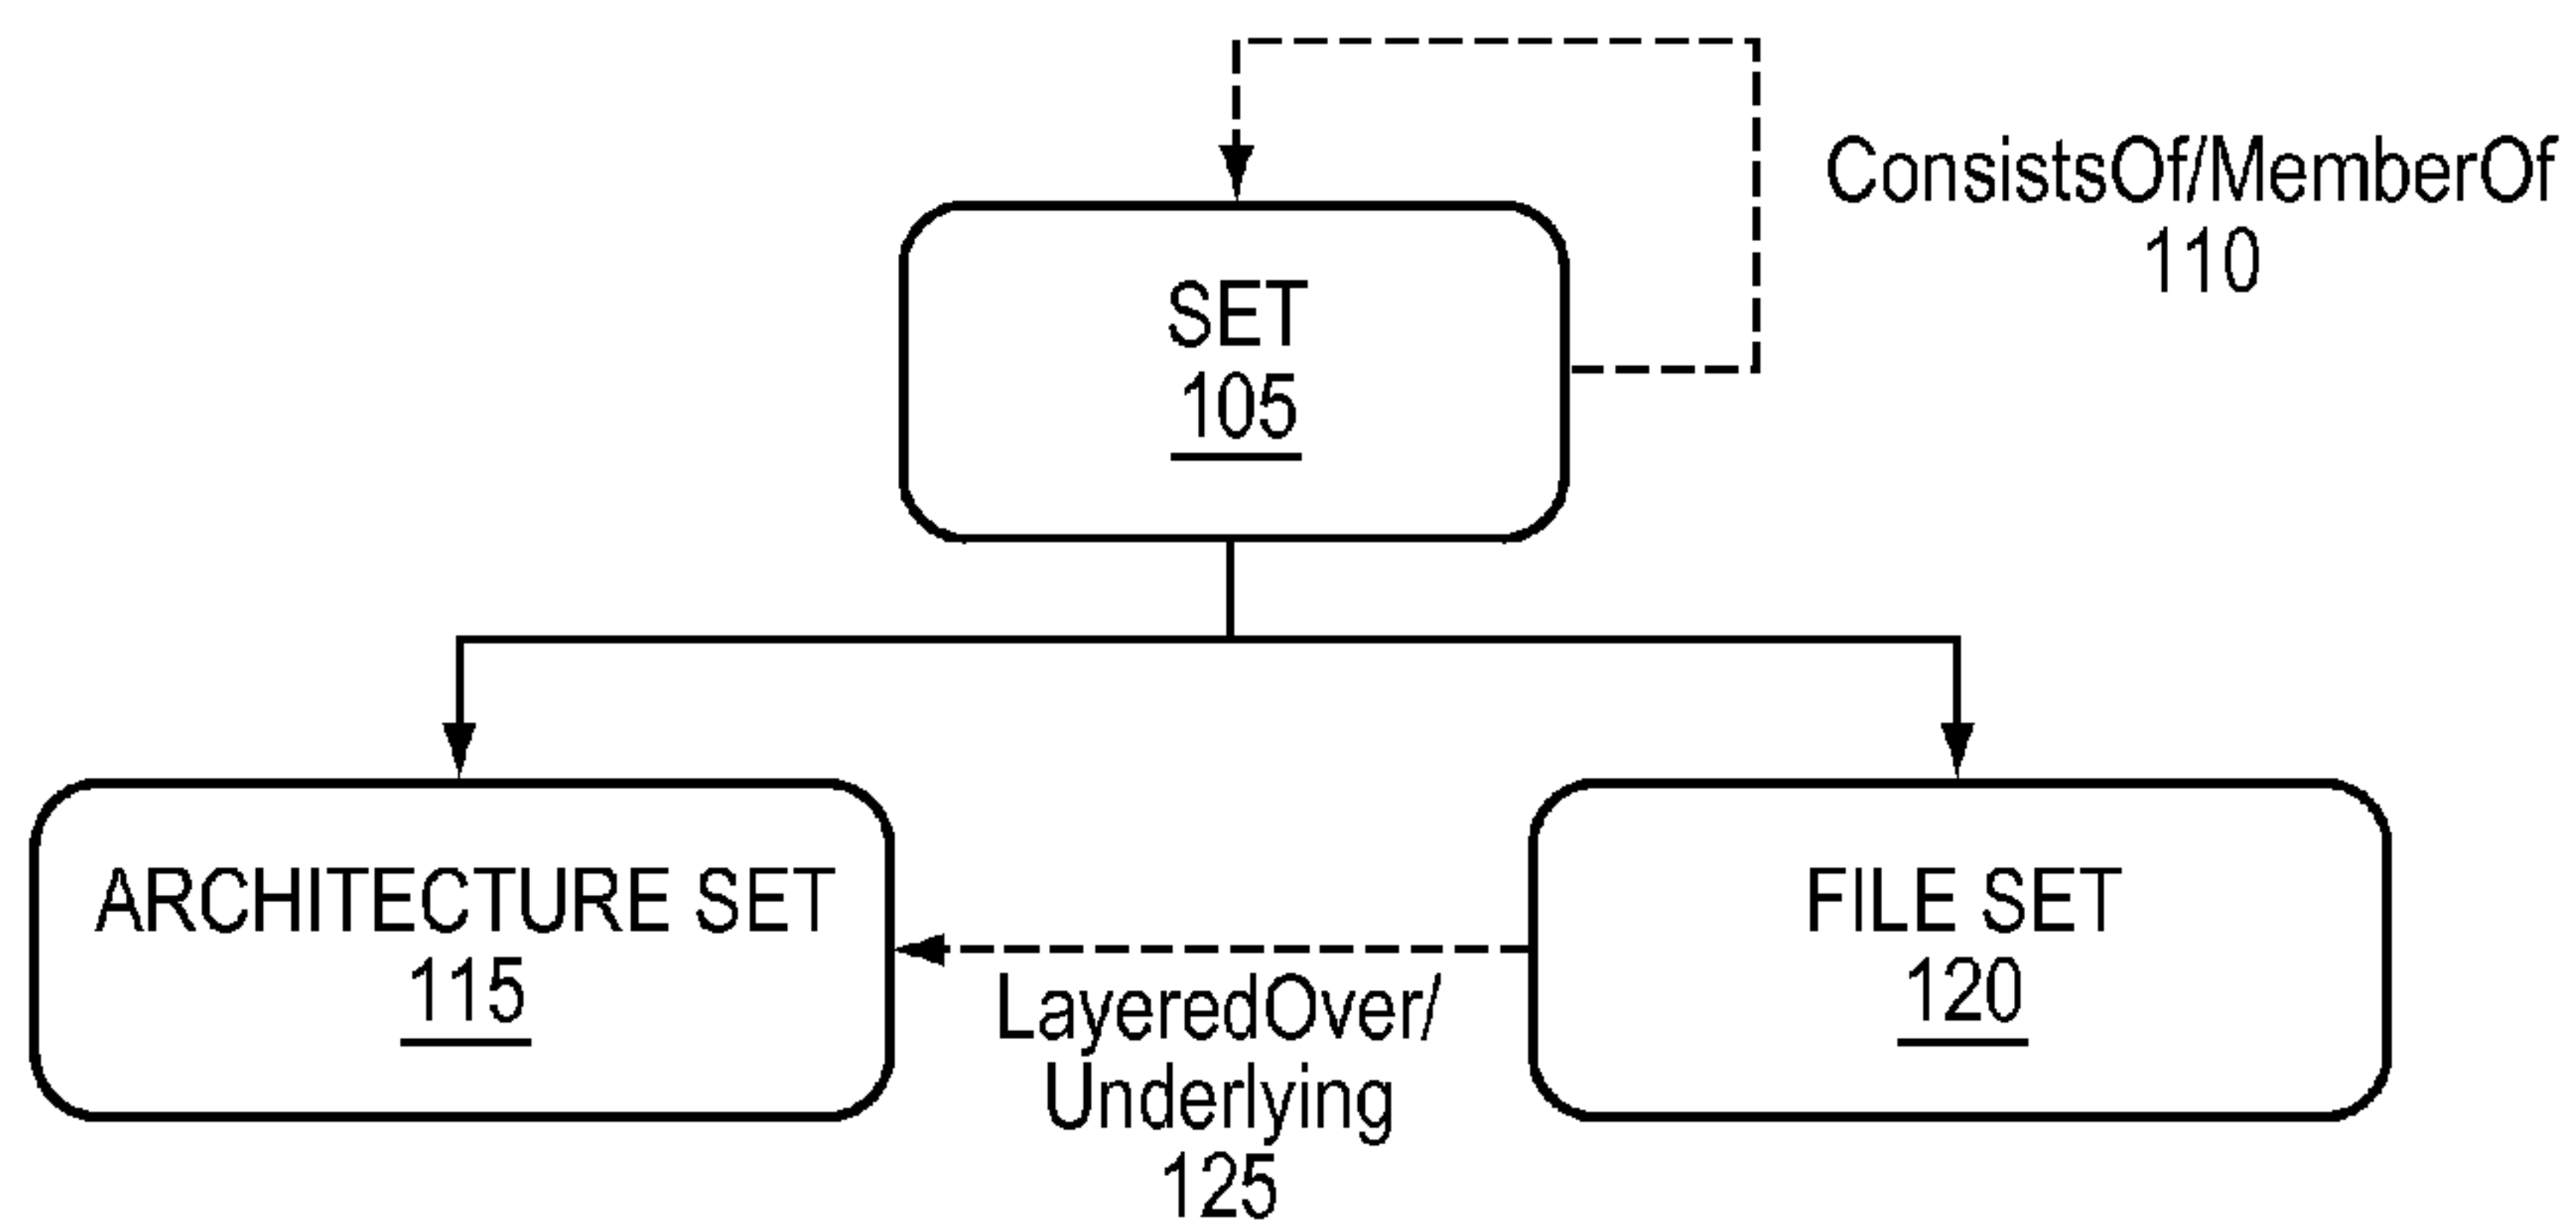 ConsistsOf/MemberOf
110
SET
105
ARCHITECTURE SET
115
LayeredOver/
Underlying
125
FILE SET
120